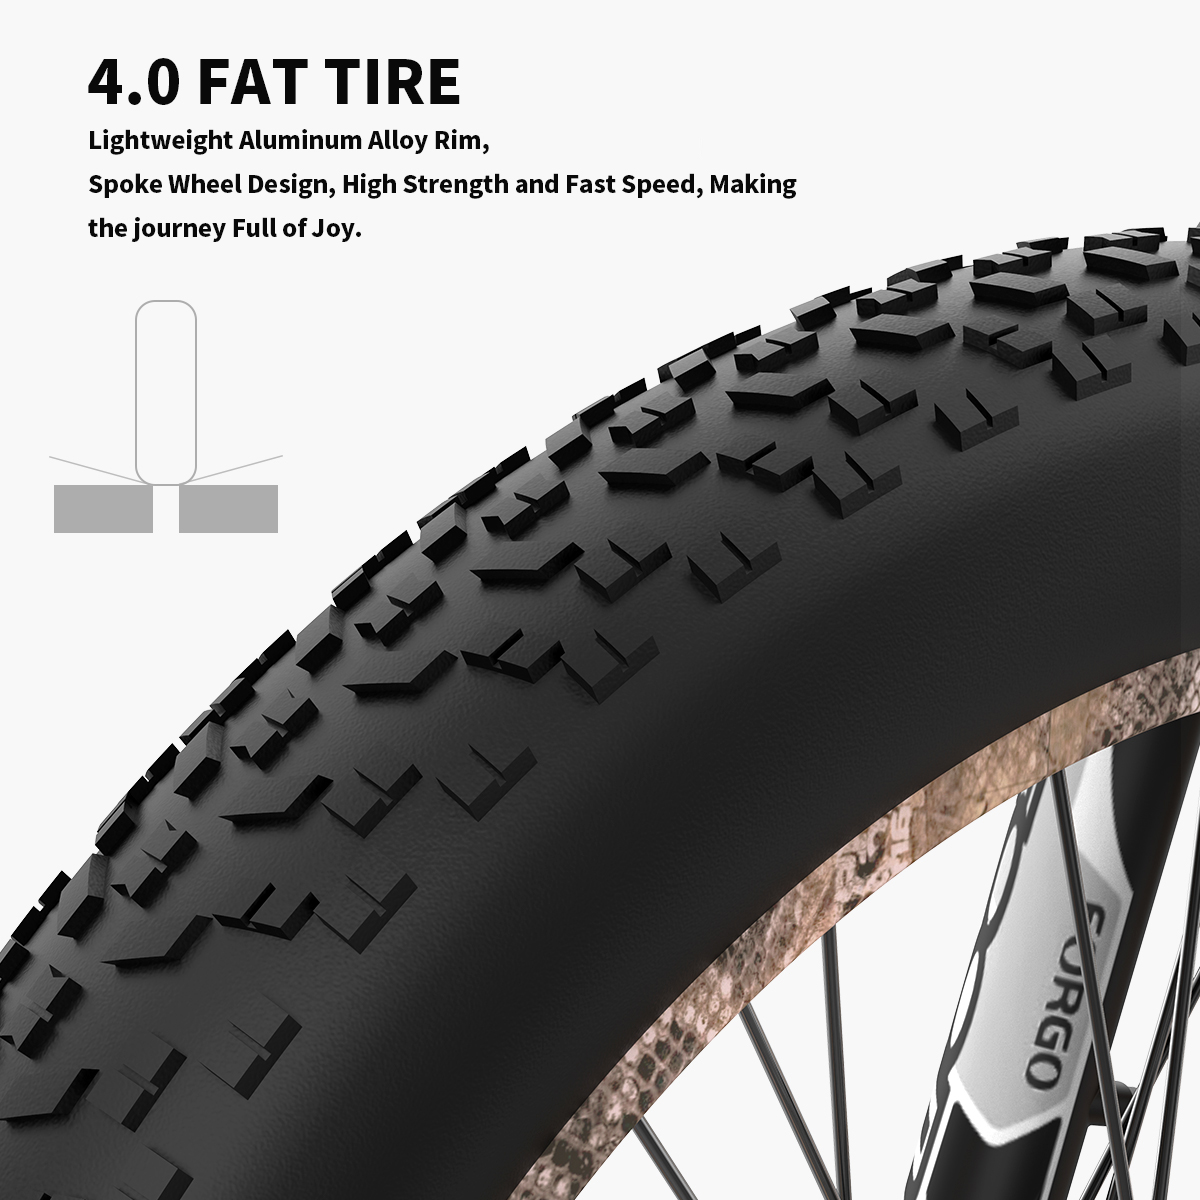 4.0 FAT TIRE
Lightweight Aluminum Alloy Rim,
Spoke Wheel Design, High Strength and Fast Speed, Making
the journey Full of Joy.
FURGO